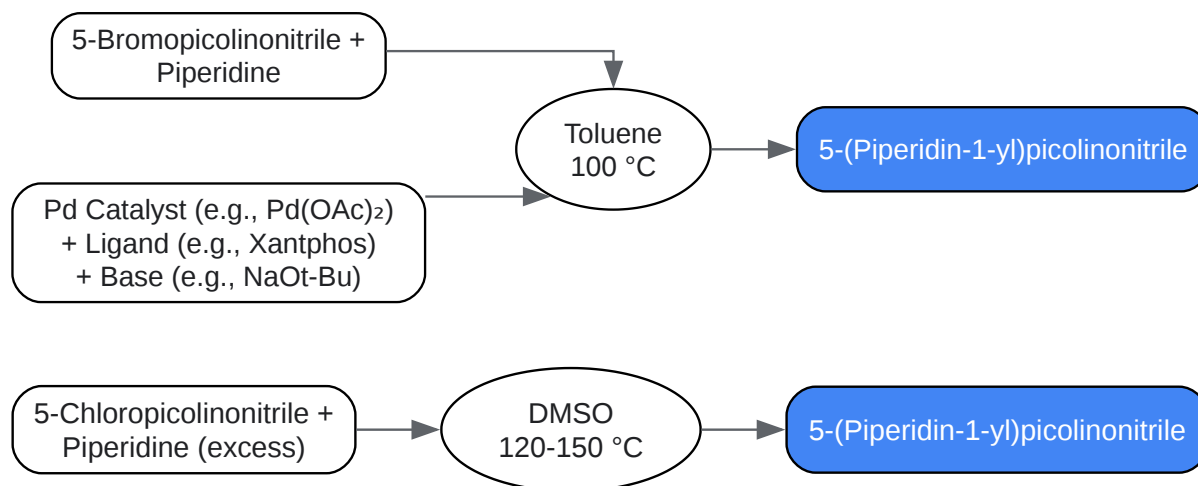 5-Bromopicolinonitrile +
Piperidine
Toluene
100 °C
5-(Piperidin-1-yl)picolinonitrile
Pd Catalyst (e.g., Pd(OAc)₂)
+ Ligand (e.g., Xantphos)
+ Base (e.g., NaOt-Bu)
5-Chloropicolinonitrile +
Piperidine (excess)
DMSO
120-150 °C
5-(Piperidin-1-yl)picolinonitrile